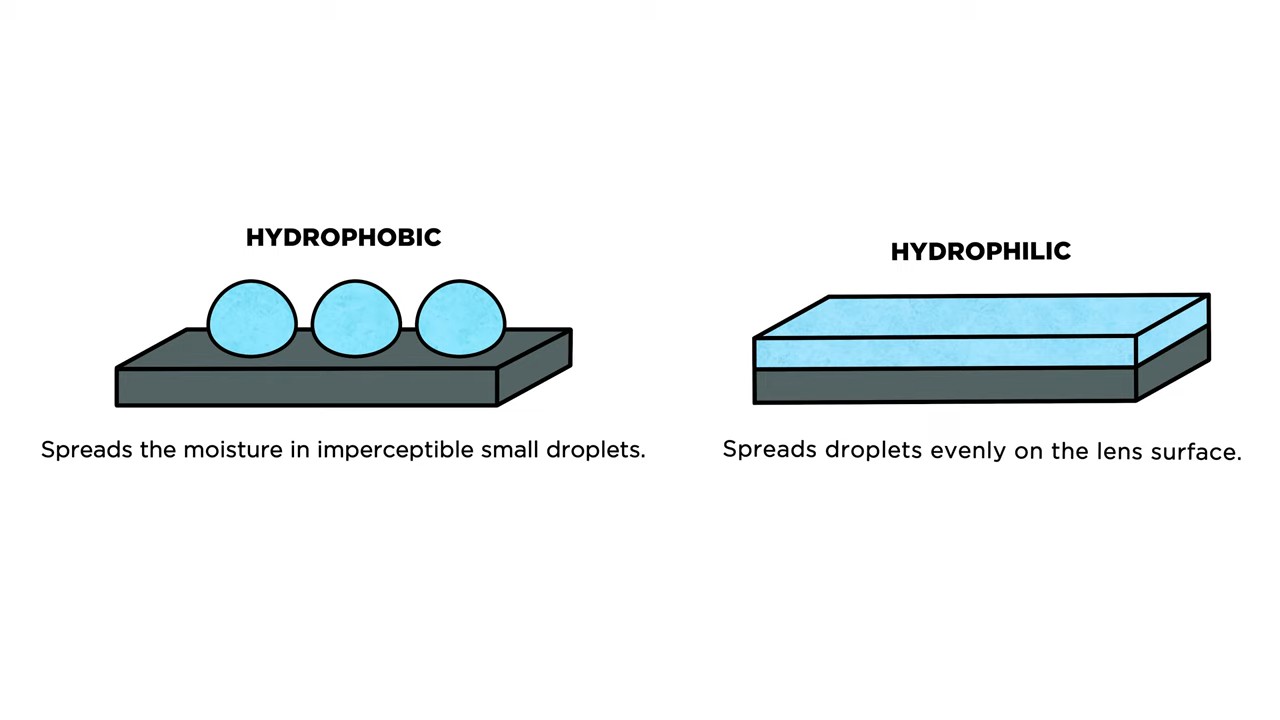 HYDROPHOBIC
Spreads the moisture in imperceptible small droplets.
HYDROPHILIC
Spreads droplets evenly on the lens surface.